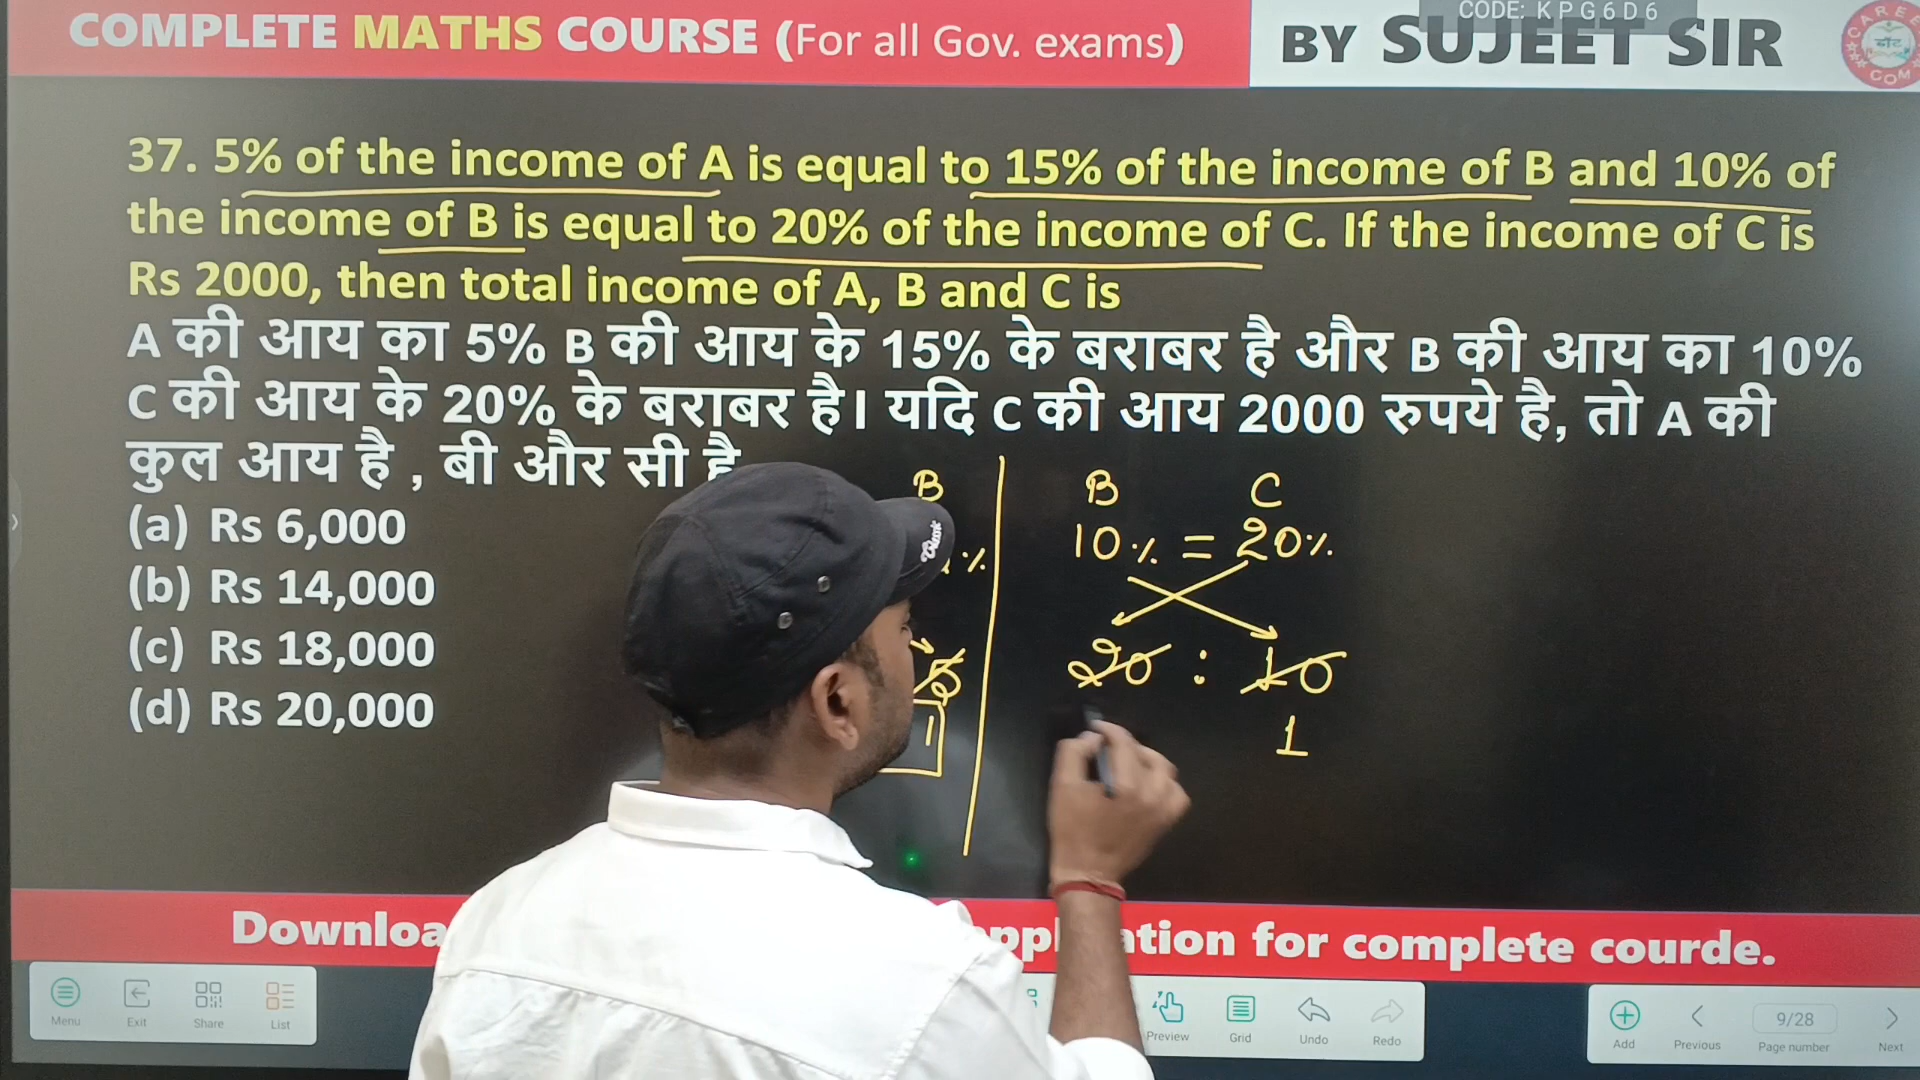 CODE: KPG6D6
COMPLETE MATHS COURSE (For all Gov. exams) BY SUJEET SIR
डॉट
COM
37. 5% of the income of A is equal to 15% of the income of B and 10% of
the income of B is equal to 20% of the income of C. If the income of C is
Rs 2000, then total income of A, B and C is
A की आय का 5% B की आय के 15% के बराबर है और B की आय का 10%
C की आय के 20% के बराबर है। यदि C की आय 2000 रुपये है, तो A की
कुल आय है , बी और सी है
(a) Rs 6,000
(b) Rs 14,000
(c) Rs 18,000
(d) Rs 20,000
B
%
5
1
B C
10% = 20%
20 : 10
1
Classic
for complete courde.
Menu Exit Share List
Preview Grid Undo Redo
Add Previous 9/28 Page number Next